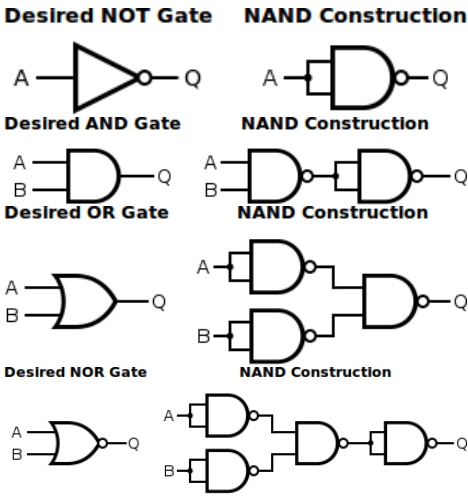 Desired NOT Gate NAND Construction
A Q A Q
Desired AND Gate NAND Construction
A Q A Q
B B
Desired OR Gate NAND Construction
A Q A Q
B B
Desired NOR Gate NAND Construction
A Q A Q
B B